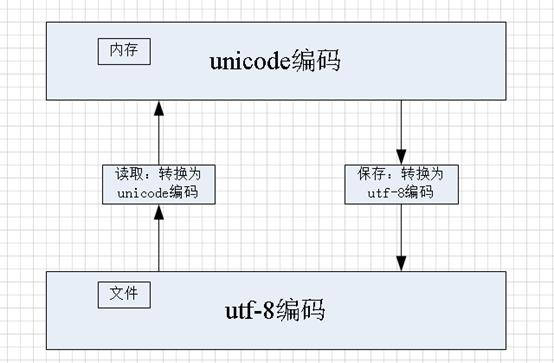 内存
unicode编码
读取：转换为
unicode编码
保存：转换为
utf-8编码
文件
utf-8编码